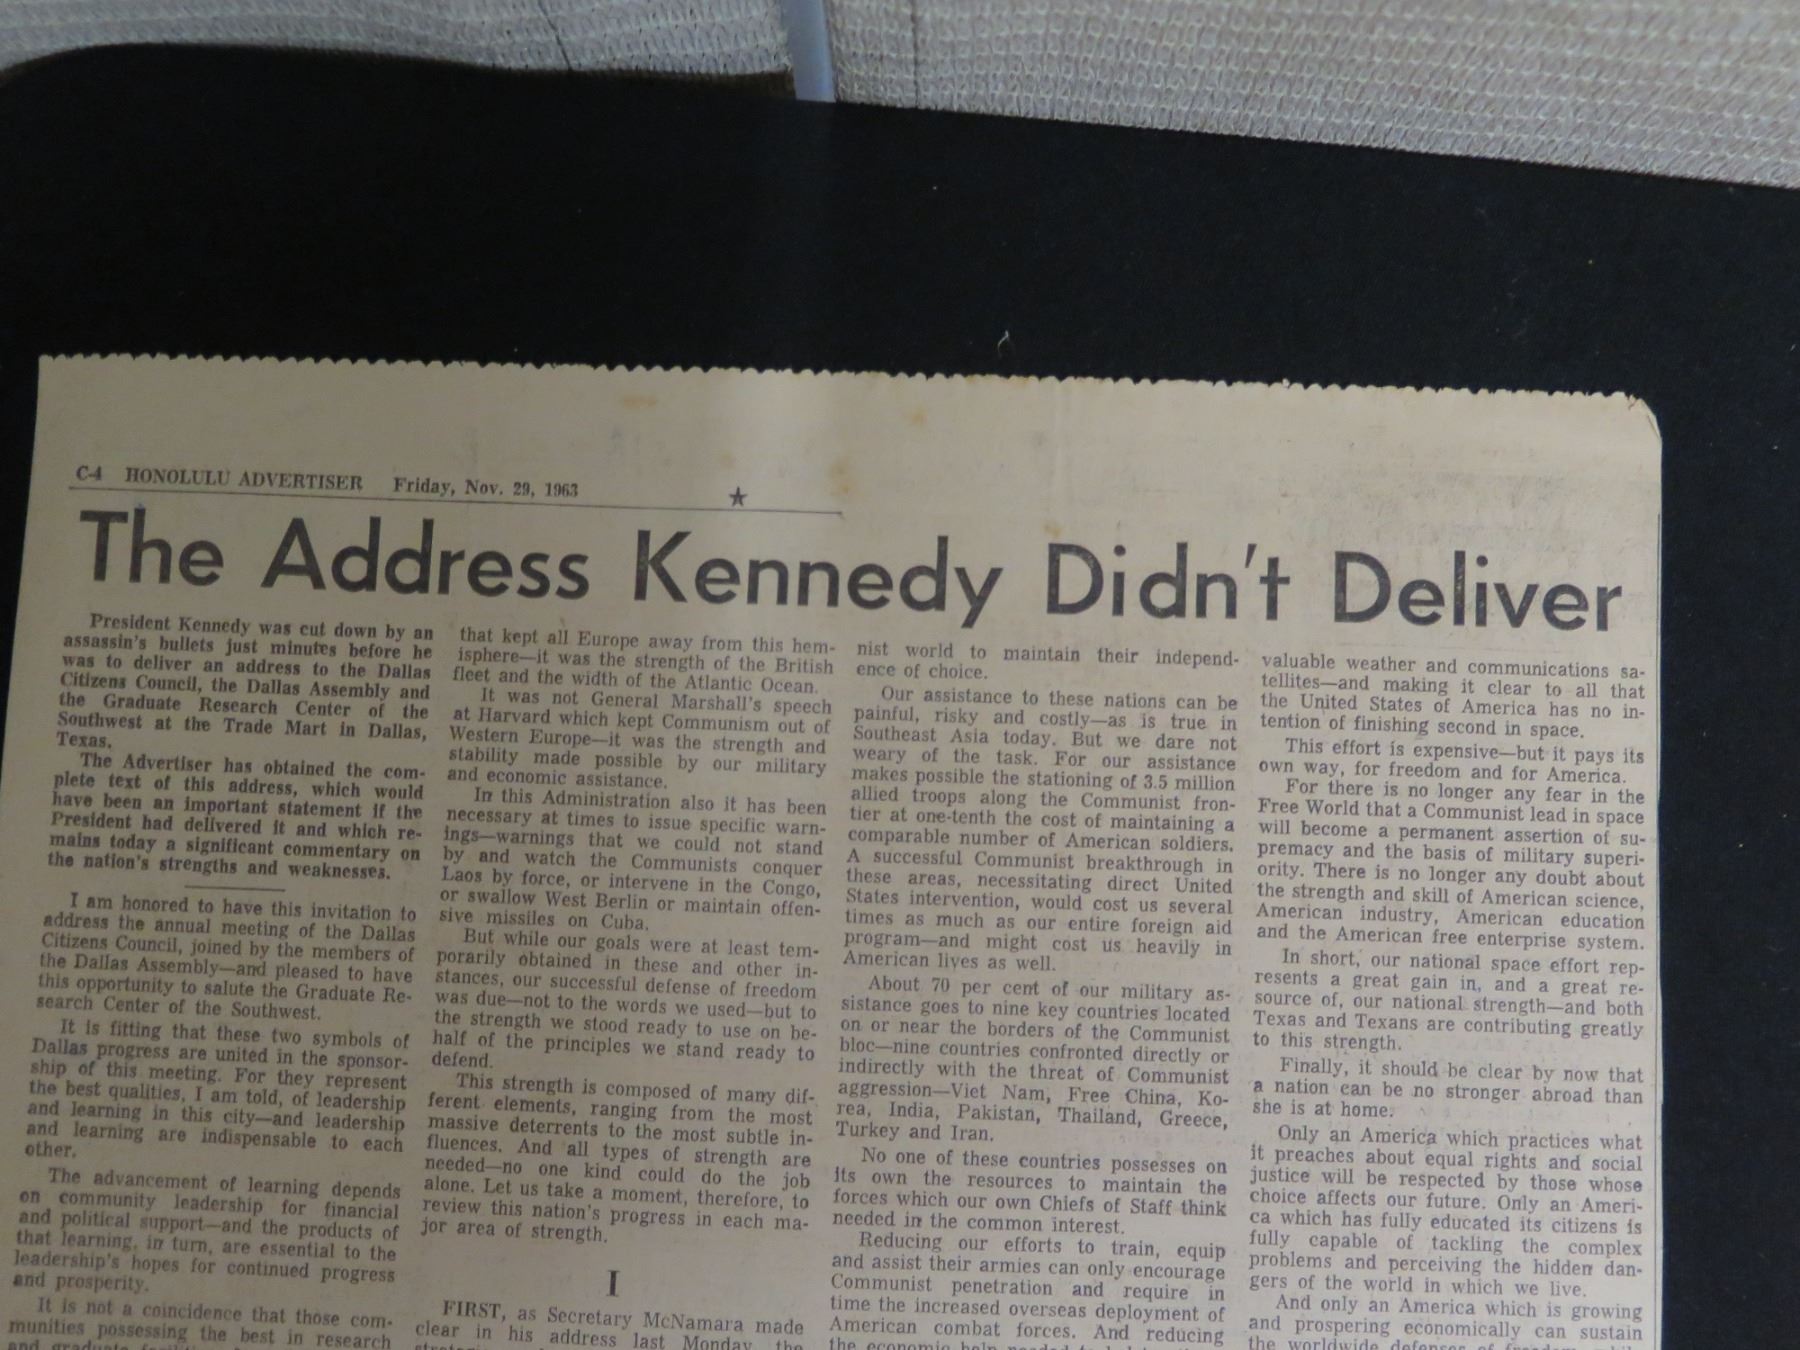 C-4 HONOLULU ADVERTISER Friday, Nov. 29, 1963
The Address Kennedy Didn't Deliver
President Kennedy was cut down by an
assassin's bullets just minutes before he
was to deliver an address to the Dallas
Citizens Council, the Dallas Assembly and
the Graduate Research Center of the
Southwest at the Trade Mart in Dallas,
Texas.
The Advertiser has obtained the com-
plete text of this address, which would
have been an important statement if the
President had delivered it and which re-
mains today a significant commentary on
the nation's strengths and weaknesses.
I am honored to have this invitation to
address the annual meeting of the Dallas
Citizens Council, joined by the members of
the Dallas Assembly—and pleased to have
this opportunity to salute the Graduate Re-
search Center of the Southwest.
It is fitting that these two symbols of
Dallas progress are united in the sponsor-
ship of this meeting. For they represent
the best qualities, I am told, of leadership
and learning in this city—and leadership
and learning are indispensable to each
other.
The advancement of learning depends
on community leadership for financial
and political support—and the products of
that learning, in turn, are essential to the
leadership's hopes for continued progress
and prosperity.
It is not a coincidence that those com-
munities possessing the best in research
and graduate
that kept all Europe away from this hem-
isphere—it was the strength of the British
fleet and the width of the Atlantic Ocean.
It was not General Marshall's speech
at Harvard which kept Communism out of
Western Europe—it was the strength and
stability made possible by our military
and economic assistance.
In this Administration also it has been
necessary at times to issue specific warn-
ings—warnings that we could not stand
by and watch the Communists conquer
Laos by force, or intervene in the Congo,
or swallow West Berlin or maintain offen-
sive missiles on Cuba.
But while our goals were at least tem-
porarily obtained in these and other in-
stances, our successful defense of freedom
was due—not to the words we used—but to
the strength we stood ready to use on be-
half of the principles we stand ready to
defend.
This strength is composed of many dif-
ferent elements, ranging from the most
massive deterrents to the most subtle in-
fluences. And all types of strength are
needed—no one kind could do the job
alone. Let us take a moment, therefore, to
review this nation's progress in each ma-
jor area of strength.
I
FIRST, as Secretary McNamara made
clear in his address last Monday, the
nist world to maintain their independ-
ence of choice.
Our assistance to these nations can be
painful, risky and costly—as is true in
Southeast Asia today. But we dare not
weary of the task. For our assistance
makes possible the stationing of 3.5 million
allied troops along the Communist fron-
tier at one-tenth the cost of maintaining a
comparable number of American soldiers.
A successful Communist breakthrough in
these areas, necessitating direct United
States intervention, would cost us several
times as much as our entire foreign aid
program—and might cost us heavily in
American lives as well.
About 70 per cent of our military as-
sistance goes to nine key countries located
on or near the borders of the Communist
bloc—nine countries confronted directly or
indirectly with the threat of Communist
aggression—Viet Nam, Free China, Ko-
rea, India, Pakistan, Thailand, Greece,
Turkey and Iran.
No one of these countries possesses on
its own the resources to maintain the
forces which our own Chiefs of Staff think
needed in the common interest.
Reducing our efforts to train, equip
and assist their armies can only encourage
Communist penetration and require in
time the increased overseas deployment of
American combat forces. And reducing
the economic help needed
valuable weather and communications sa-
tellites—and making it clear to all that
the United States of America has no in-
tention of finishing second in space.
This effort is expensive—but it pays its
own way, for freedom and for America.
For there is no longer any fear in the
Free World that a Communist lead in space
will become a permanent assertion of su-
premacy and the basis of military superi-
ority. There is no longer any doubt about
the strength and skill of American science,
American industry, American education
and the American free enterprise system.
In short, our national space effort rep-
resents a great gain in, and a great re-
source of, our national strength—and both
Texas and Texans are contributing greatly
to this strength.
Finally, it should be clear by now that
a nation can be no stronger abroad than
she is at home.
Only an America which practices what
it preaches about equal rights and social
justice will be respected by those whose
choice affects our future. Only an Ameri-
ca which has fully educated its citizens is
fully capable of tackling the complex
problems and perceiving the hidden dan-
gers of the world in which we live.
And only an America which is growing
and prospering economically can sustain
the worldwide defenses of freedom,